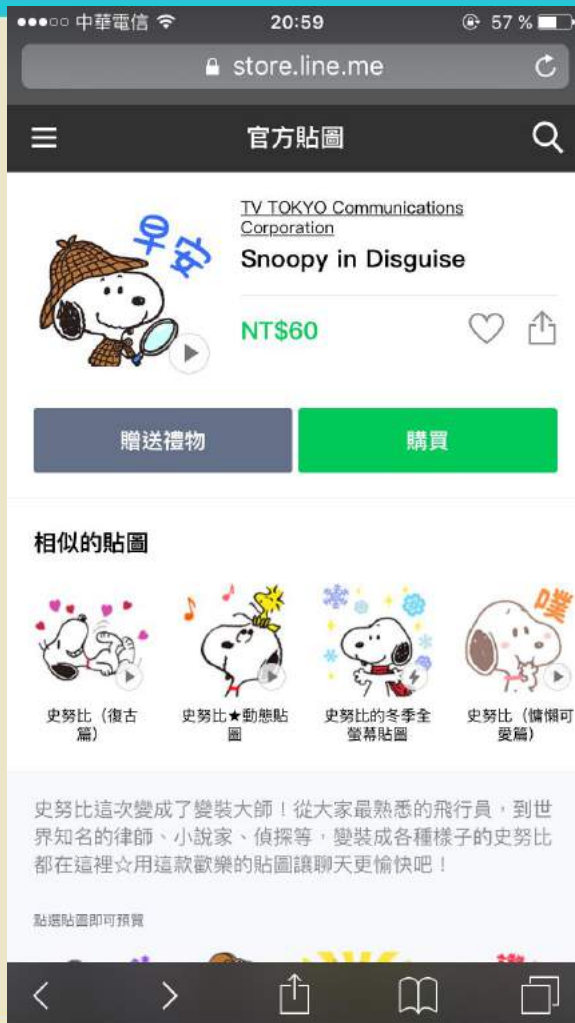 中華電信
20:59
57 %
store.line.me
官方貼圖
早安
TV TOKYO Communications
Corporation
Snoopy in Disguise
NT$60
贈送禮物
購買
相似的貼圖
噗
史努比（復古
篇）
史努比★動態貼
圖
史努比的冬季全
螢幕貼圖
史努比（慵懶可
愛篇）
史努比這次變成了變裝大師！從大家最熟悉的飛行員，到世
界知名的律師、小說家、偵探等，變裝成各種樣子的史努比
都在這裡☆用這款歡樂的貼圖讓聊天更愉快吧！
點選貼圖即可預覽